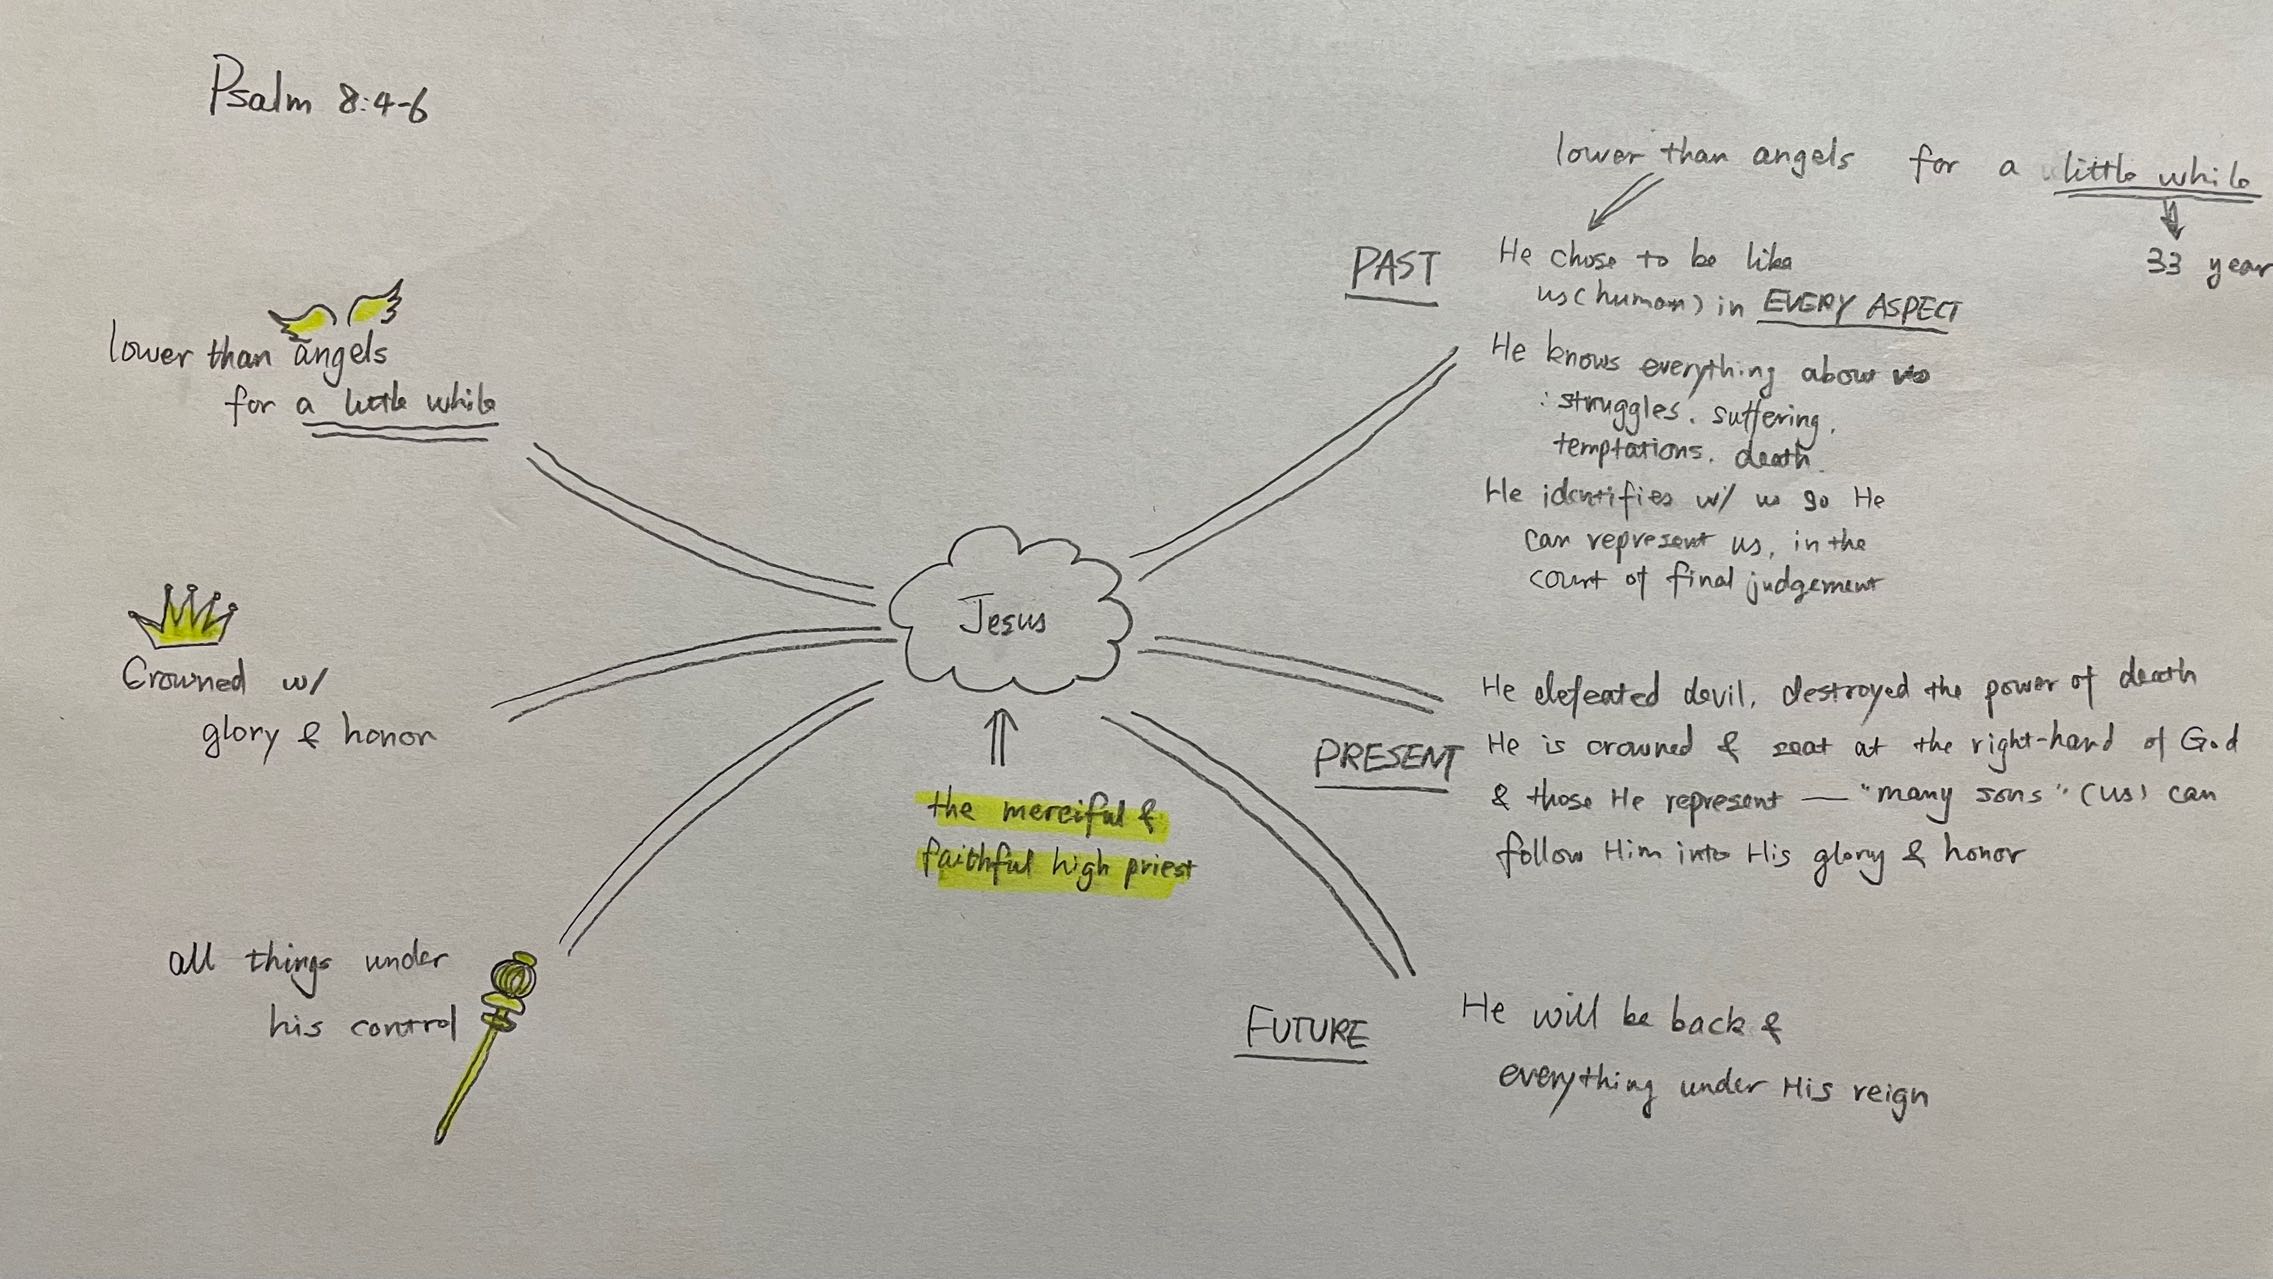 Psalm 8:4-6
lower than angels
for a little while
Crowned w/
glory & honor
all things under
his control
Jesus
the merciful &
faithful high priest
lower than angels for a little while
33 year
PAST
He chose to be like
us (human) in EVERY ASPECT
He knows everything about us
: struggles, suffering,
temptations, death.
He identifies w/ us so He
can represent us, in the
court of final judgement
PRESENT
He defeated devil, destroyed the power of death
He is crowned & seat at the right-hand of God
& those He represent — "many sons" (us) can
follow Him into His glory & honor
FUTURE
He will be back &
everything under His reign